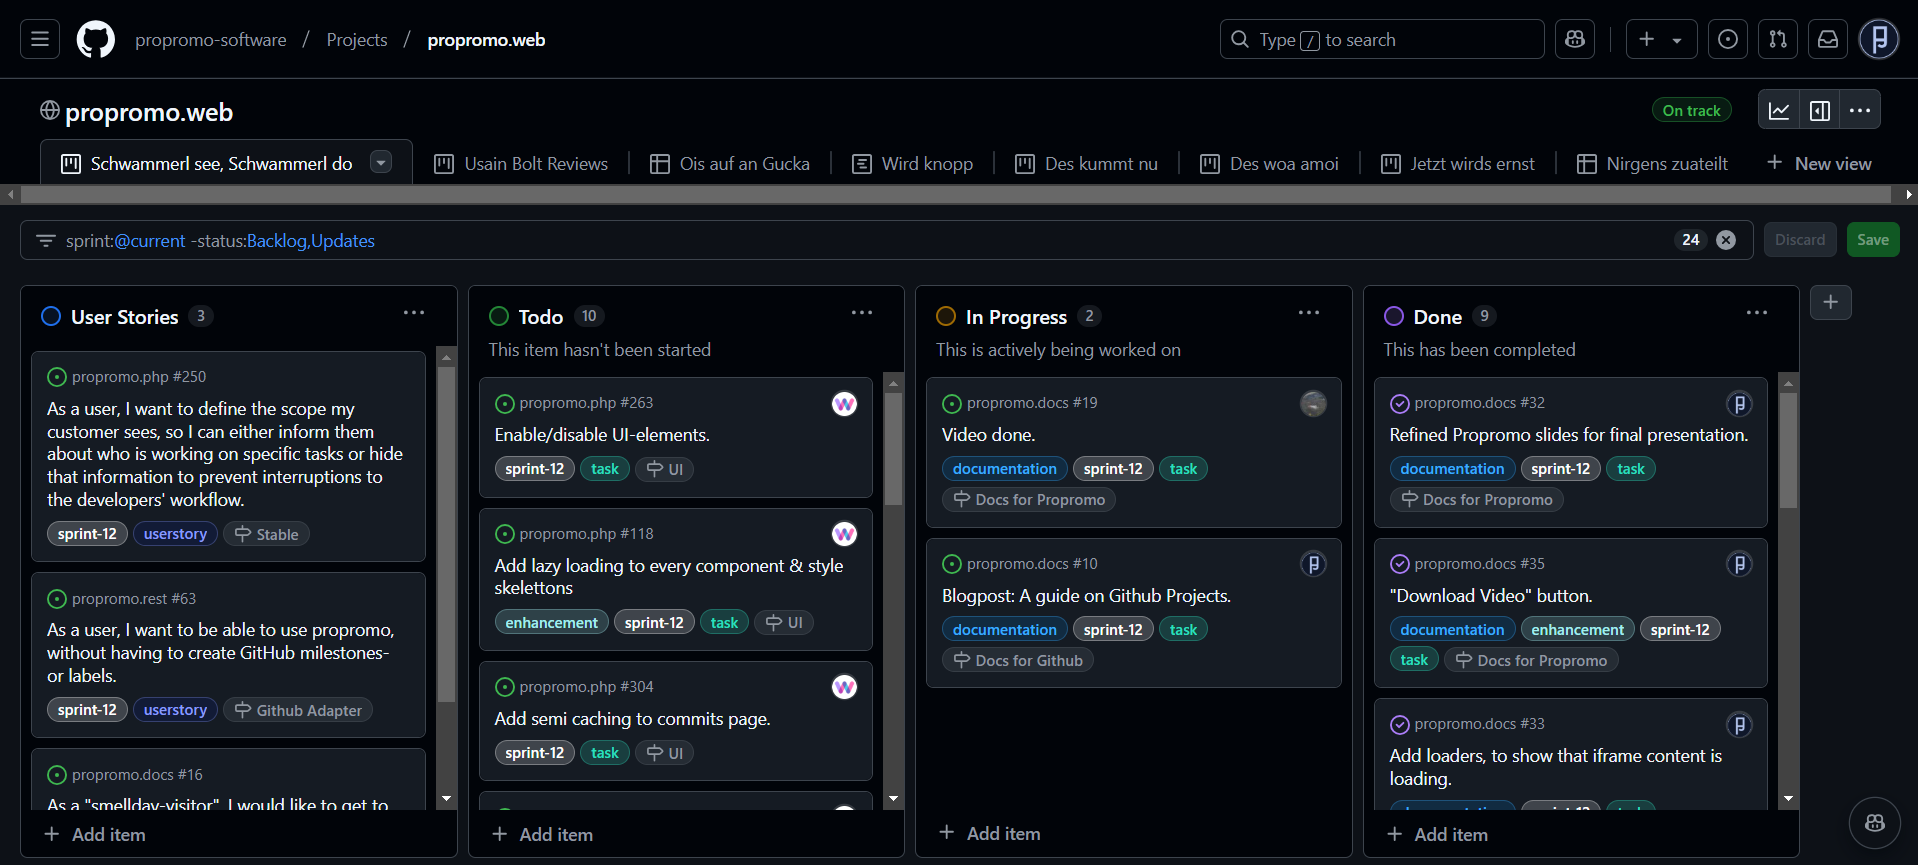 propromo-software / Projects / propromo.web
Type / to search
propromo.web
On track
Schwammerl see, Schwammerl do
Usain Bolt Reviews
Ois auf an Gucka
Wird knopp
Des kummt nu
Des woa amoi
Jetzt wirds ernst
Nirgens zuateilt
New view
sprint:@current -status:Backlog,Updates
24
Discard
Save
User Stories 3
propromo.php #250
As a user, I want to define the scope my
customer sees, so I can either inform them
about who is working on specific tasks or hide
that information to prevent interruptions to
the developers' workflow.
sprint-12 userstory Stable
propromo.rest #63
As a user, I want to be able to use propromo,
without having to create GitHub milestones-
or labels.
sprint-12 userstory Github Adapter
propromo.docs #16
As a "smellday-visitor", I would like to get to
Add item
Todo 10
This item hasn't been started
propromo.php #263
Enable/disable UI-elements.
sprint-12 task UI
propromo.php #118
Add lazy loading to every component & style
skelettons
enhancement sprint-12 task UI
propromo.php #304
Add semi caching to commits page.
sprint-12 task UI
Add item
In Progress 2
This is actively being worked on
propromo.docs #19
Video done.
documentation sprint-12 task
Docs for Propromo
propromo.docs #10
Blogpost: A guide on Github Projects.
documentation sprint-12 task
Docs for Github
Add item
Done 9
This has been completed
propromo.docs #32
Refined Propromo slides for final presentation.
documentation sprint-12 task
Docs for Propromo
propromo.docs #35
"Download Video" button.
documentation enhancement sprint-12
task Docs for Propromo
propromo.docs #33
Add loaders, to show that iframe content is
loading.
documentation sprint-12 task
Add item